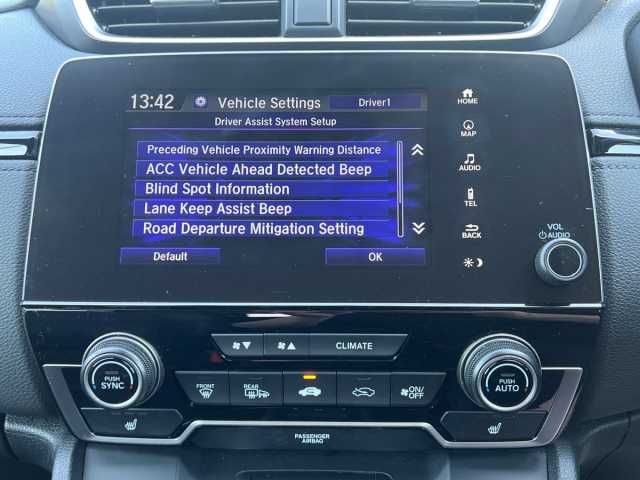 13:42 Vehicle Settings Driver1
Driver Assist System Setup
Preceding Vehicle Proximity Warning Distance
ACC Vehicle Ahead Detected Beep
Blind Spot Information
Lane Keep Assist Beep
Road Departure Mitigation Setting
Default OK
HOME
MAP
AUDIO
TEL
BACK
VOL
AUDIO
CLIMATE
PUSH
SYNC
FRONT
REAR
ON/
OFF
PUSH
AUTO
PASSENGER
AIRBAG